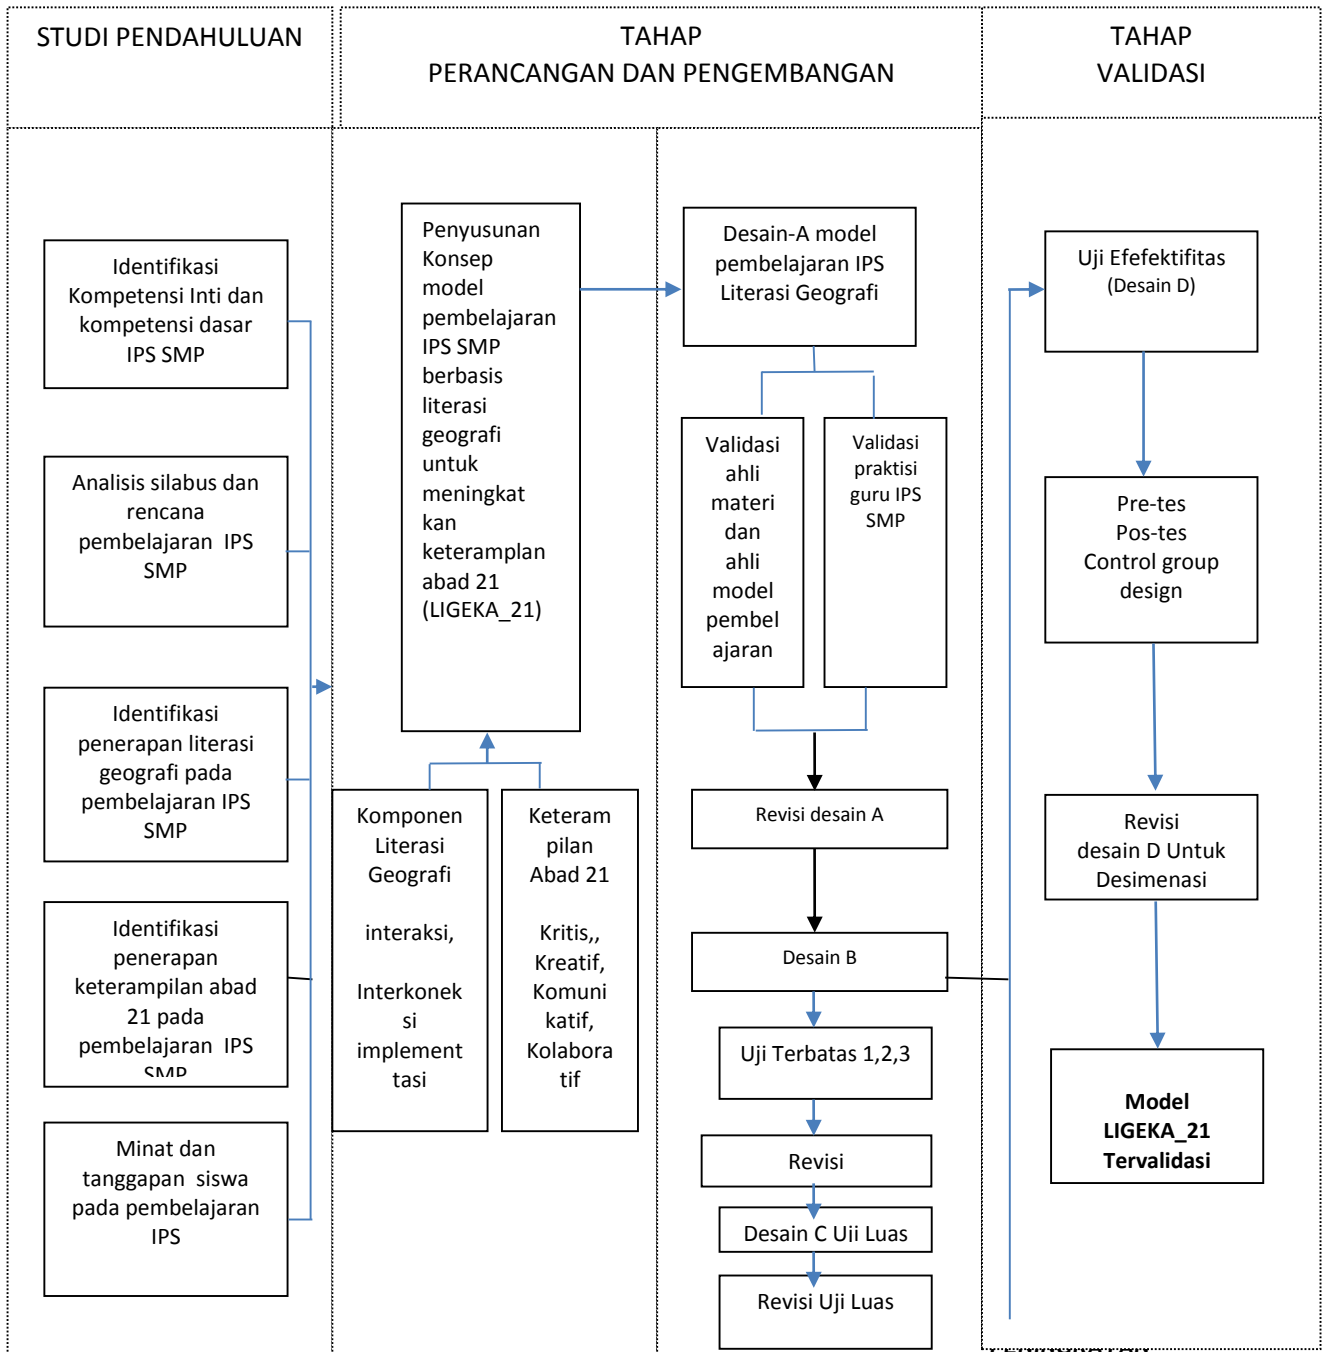 STUDI PENDAHULUAN
TAHAP
PERANCANGAN DAN PENGEMBANGAN
TAHAP
VALIDASI
Identifikasi
Kompetensi Inti dan
kompetensi dasar
IPS SMP
Analisis silabus dan
rencana
pembelajaran IPS
SMP
Identifikasi
penerapan literasi
geografi pada
pembelajaran IPS
SMP
Identifikasi
penerapan
keterampilan abad
21 pada
pembelajaran IPS
SMP
Minat dan
tanggapan siswa
pada pembelajaran
IPS
Penyusunan
Konsep
model
pembelajaran
IPS SMP
berbasis
literasi
geografi
untuk
meningkat
kan
keteramplan
abad 21
(LIGEKA_21)
Komponen
Literasi
Geografi
interaksi,
Interkonek
si
implement
tasi
Keteram
pilan
Abad 21
Kritis,,
Kreatif,
Komuni
katif,
Kolabora
tif
Desain-A model
pembelajaran IPS
Literasi Geografi
Validasi
ahli
materi
dan
ahli
model
pembel
ajaran
Validasi
praktisi
guru IPS
SMP
Revisi desain A
Desain B
Uji Terbatas 1,2,3
Revisi
Desain C Uji Luas
Revisi Uji Luas
Uji Efefektifitas
(Desain D)
Pre-tes
Pos-tes
Control group
design
Revisi
desain D Untuk
Desimenasi
Model
LIGEKA_21
Tervalidasi